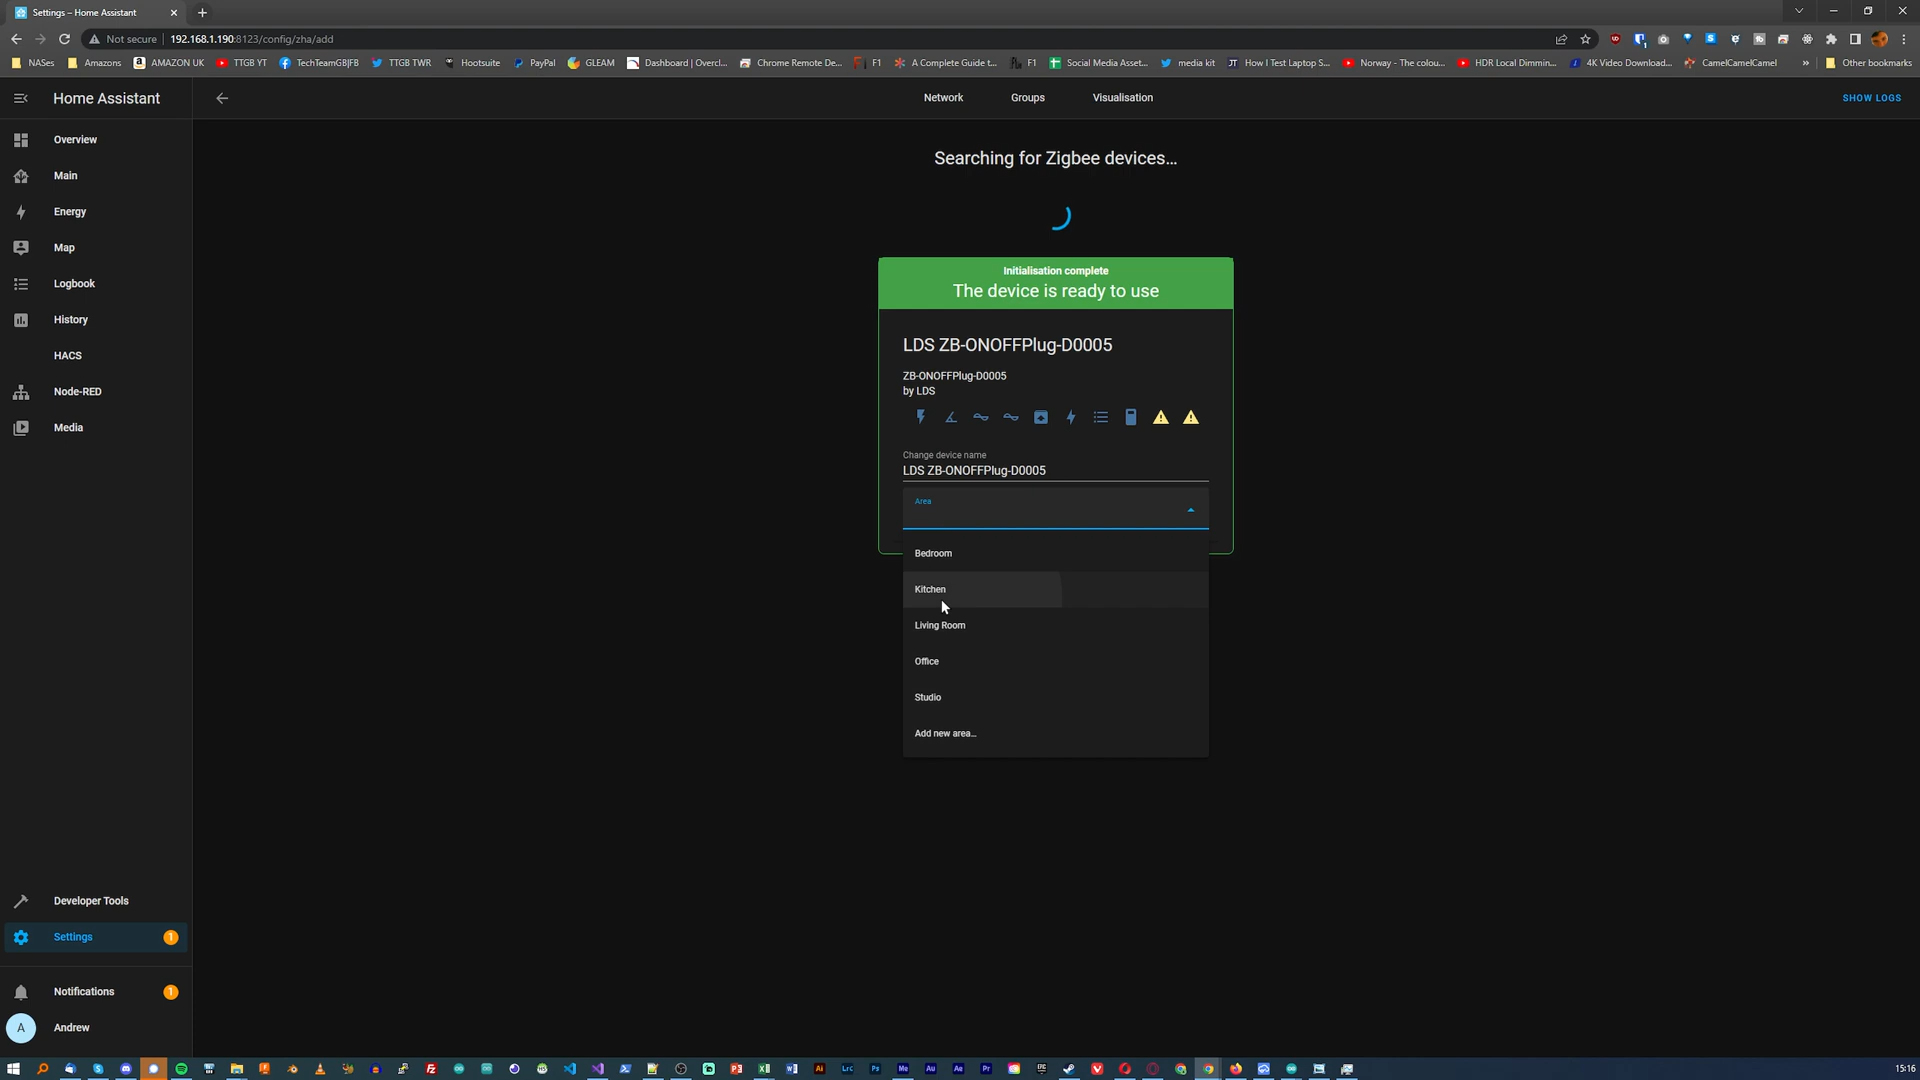 Settings – Home Assistant
Not secure
192.168.1.190:8123/config/zha/add
NASes
Amazons
AMAZON UK
TTGB YT
TechTeamGB|FB
TTGB TWR
Hootsuite
PayPal
GLEAM
Dashboard | Overcl...
Chrome Remote De...
F1
A Complete Guide t...
F1
Social Media Asset...
media kit
How I Test Laptop S...
Norway - The colou...
HDR Local Dimmin...
4K Video Download...
CamelCamelCamel
Other bookmarks
Home Assistant
Network
Groups
Visualisation
SHOW LOGS
Overview
Main
Energy
Map
Logbook
History
HACS
Node-RED
Media
Searching for Zigbee devices...
Initialisation complete
The device is ready to use
LDS ZB-ONOFFPlug-D0005
ZB-ONOFFPlug-D0005
by LDS
Change device name
LDS ZB-ONOFFPlug-D0005
Area
Bedroom
Kitchen
Living Room
Office
Studio
Add new area...
Developer Tools
Settings
1
Notifications
1
A
Andrew
15:16